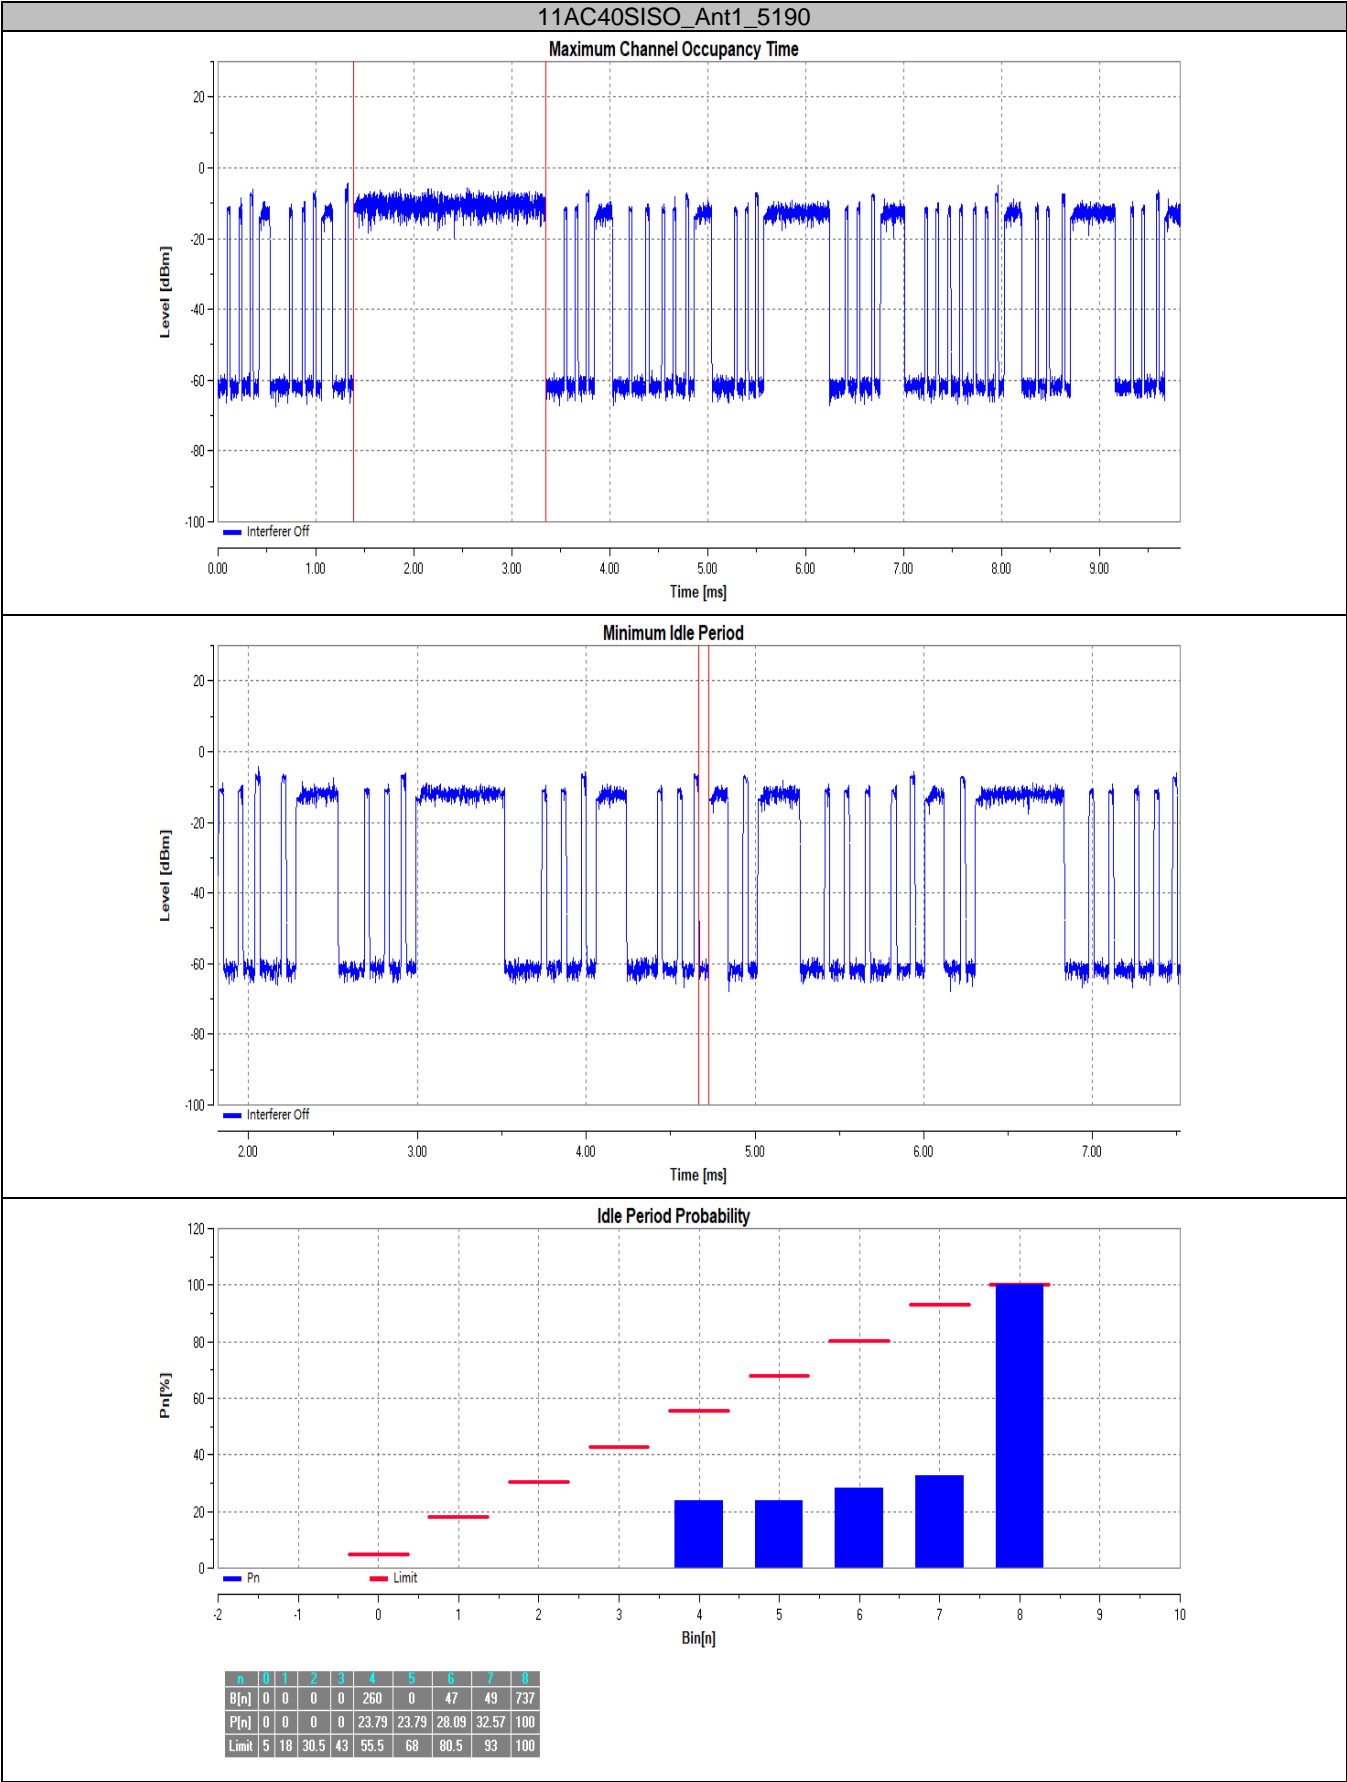 11AC40SISO_Ant1_5190
Maximum Channel Occupancy Time
20
0
-20
-40
-60
-80
-100
Level [dBm]
Interferer Off
0.00 1.00 2.00 3.00 4.00 5.00 6.00 7.00 8.00 9.00
Time [ms]
Minimum Idle Period
20
0
-20
-40
-60
-80
-100
Level [dBm]
Interferer Off
2.00 3.00 4.00 5.00 6.00 7.00
Time [ms]
Idle Period Probability
120
100
80
60
40
20
0
Pn[%]
Pn Limit
-2 -1 0 1 2 3 4 5 6 7 8 9 10
Bin[n]
n 0 1 2 3 4 5 6 7 8
B[n] 0 0 0 0 260 0 47 49 737
P[n] 0 0 0 0 23.79 23.79 28.09 32.57 100
Limit 5 18 30.5 43 55.5 68 80.5 93 100